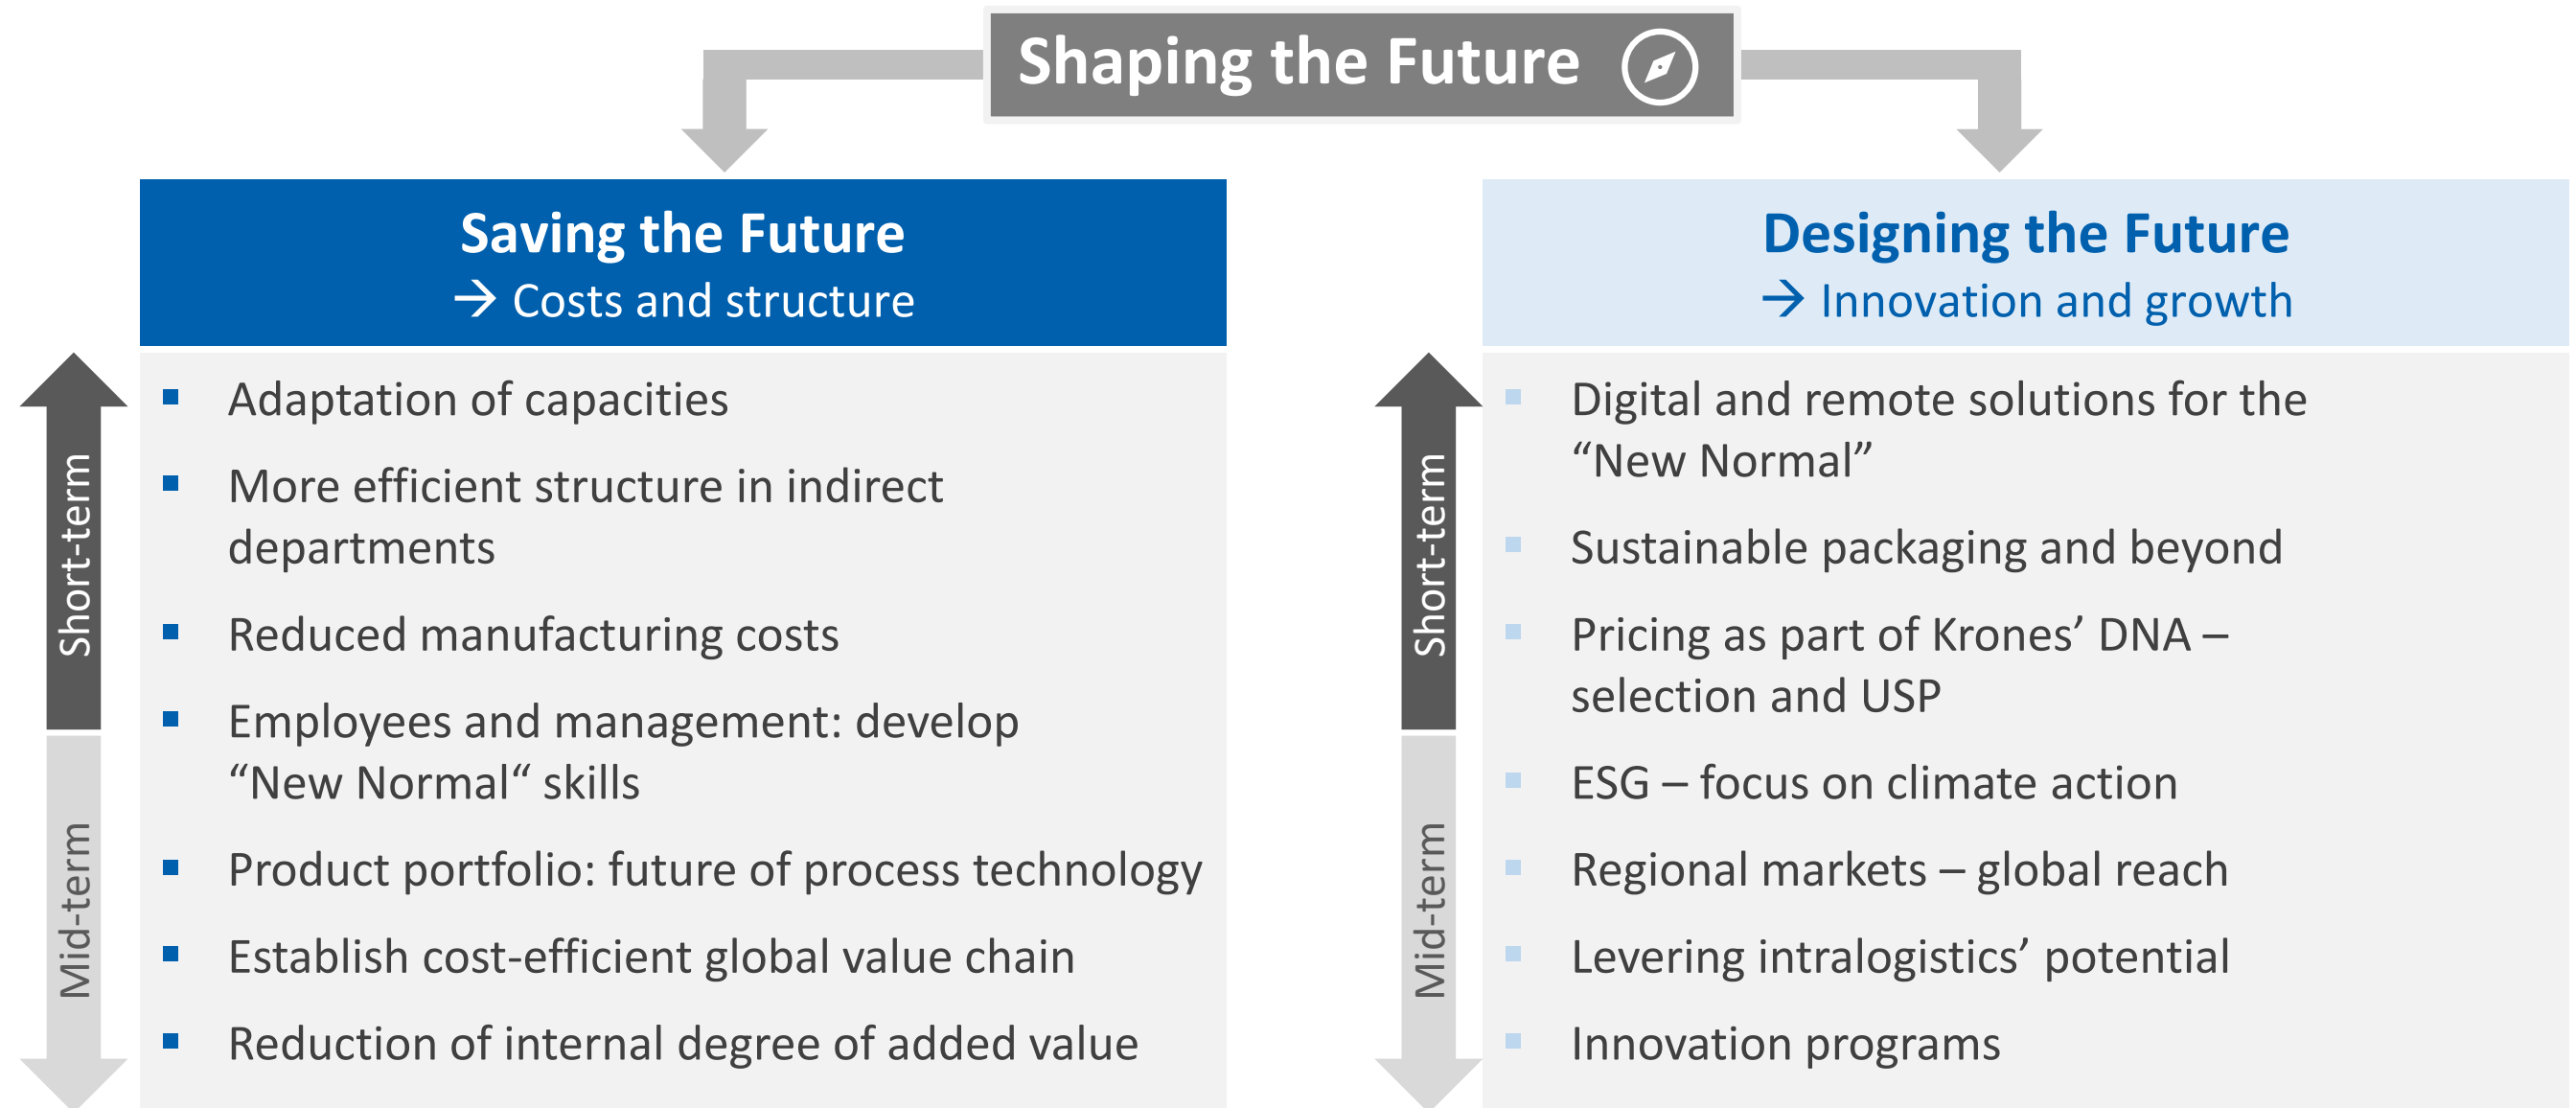 Shaping the Future
Saving the Future
→ Costs and structure
Short-term
Mid-term
▪ Adaptation of capacities
▪ More efficient structure in indirect
departments
▪ Reduced manufacturing costs
▪ Employees and management: develop
“New Normal“ skills
▪ Product portfolio: future of process technology
▪ Establish cost-efficient global value chain
▪ Reduction of internal degree of added value
Designing the Future
→ Innovation and growth
Short-term
Mid-term
▪ Digital and remote solutions for the
“New Normal”
▪ Sustainable packaging and beyond
▪ Pricing as part of Krones’ DNA –
selection and USP
▪ ESG – focus on climate action
▪ Regional markets – global reach
▪ Levering intralogistics’ potential
▪ Innovation programs